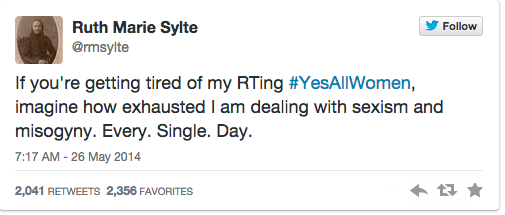 Ruth Marie Sylte
Follow
@rmsylte
If you're getting tired of my RTing #YesAllWomen,
imagine how exhausted I am dealing with sexism and
misogyny. Every. Single. Day.
7:17 AM - 26 May 2014
2,041 RETWEETS 2,356 FAVORITES